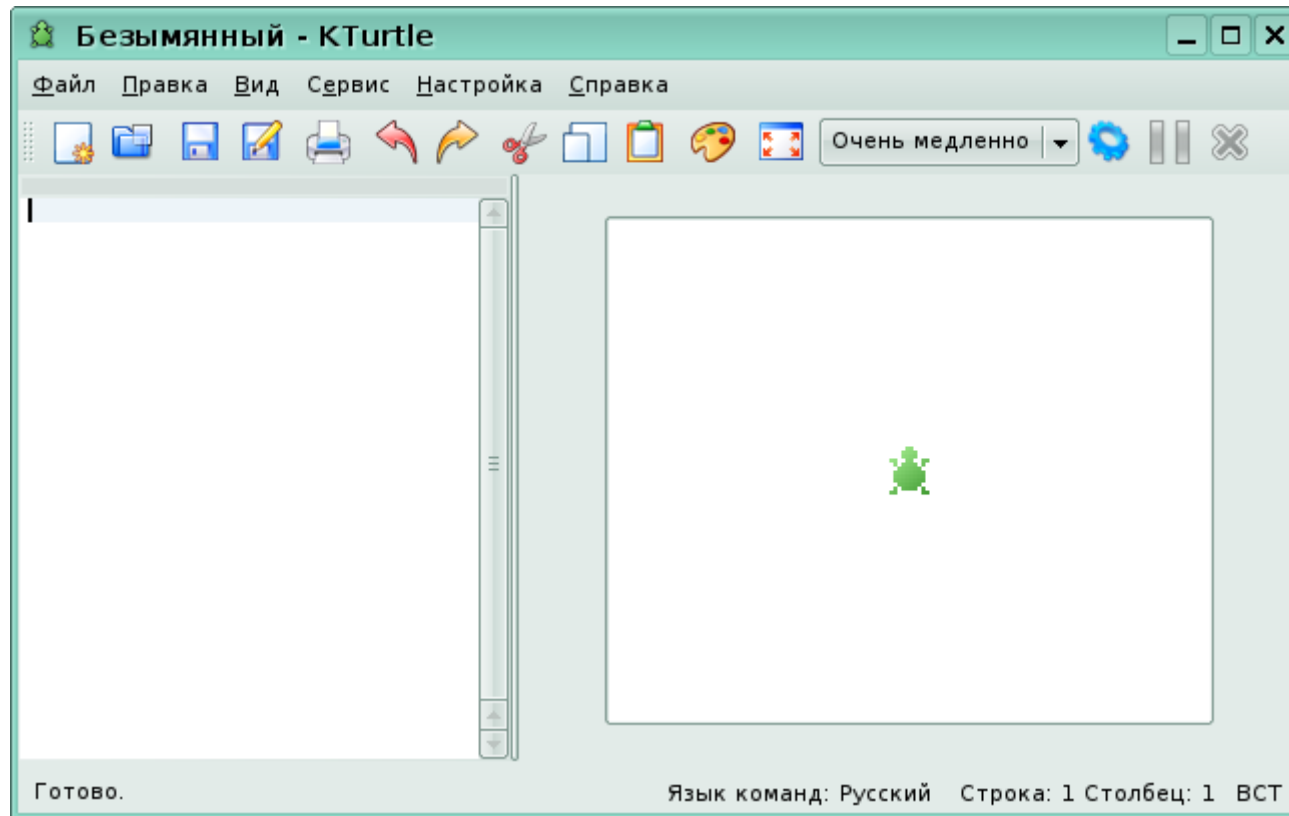 Безымянный - KTurtle
Файл Правка Вид Сервис Настройка Справка
Очень медленно
Готово. Язык команд: Русский Строка: 1 Столбец: 1 ВСТ